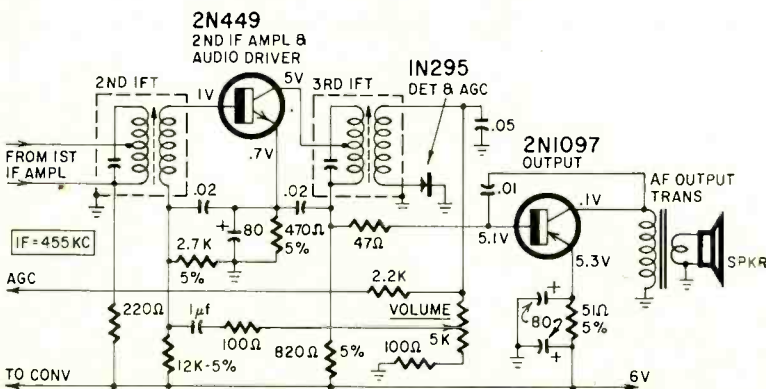 2N449
2ND IF AMPL &
AUDIO DRIVER
2ND IFT
.1V
5V
3RD IFT
1N295
DET & AGC
.05
2N1097
OUTPUT
FROM 1ST
IF AMPL
.7V
.01
AF OUTPUT
TRANS
.1V
.02
+
80
470Ω
5%
.02
47Ω
5.1V
5.3V
SPKR
IF=455KC
2.7K
5%
AGC
2.2K
VOLUME
220Ω
1μf
100Ω
12K-5%
820Ω
5%
100Ω
5K
+
80
+
51Ω
5%
TO CONV
6V